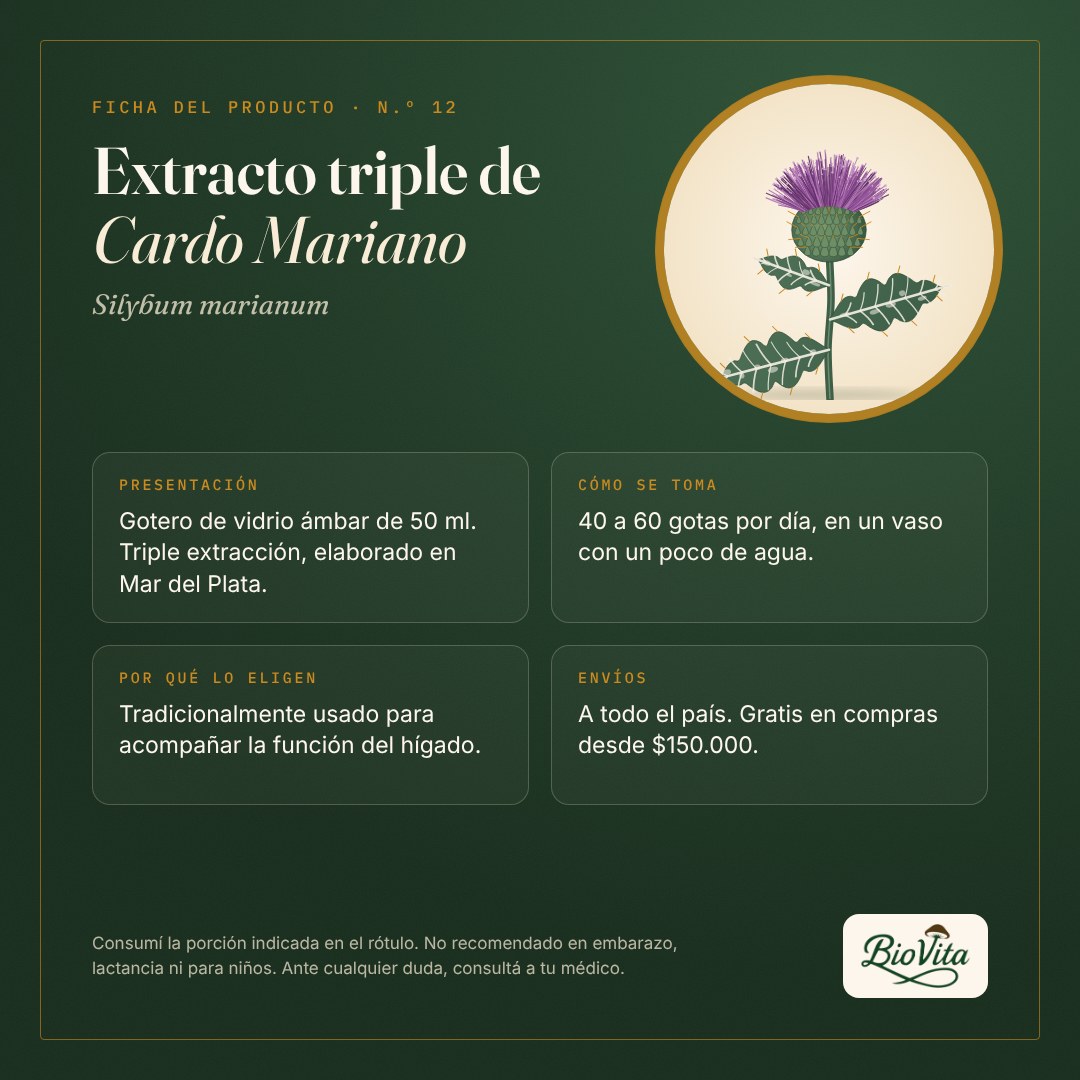 FICHA DEL PRODUCTO · N.º 12
Extracto triple de
Cardo Mariano
Silybum marianum
PRESENTACIÓN
Gotero de vidrio ámbar de 50 ml.
Triple extracción, elaborado en
Mar del Plata.
CÓMO SE TOMA
40 a 60 gotas por día, en un vaso
con un poco de agua.
POR QUÉ LO ELIGEN
Tradicionalmente usado para
acompañar la función del hígado.
ENVÍOS
A todo el país. Gratis en compras
desde $150.000.
Consumí la porción indicada en el rótulo. No recomendado en embarazo,
lactancia ni para niños. Ante cualquier duda, consultá a tu médico.
BioVita